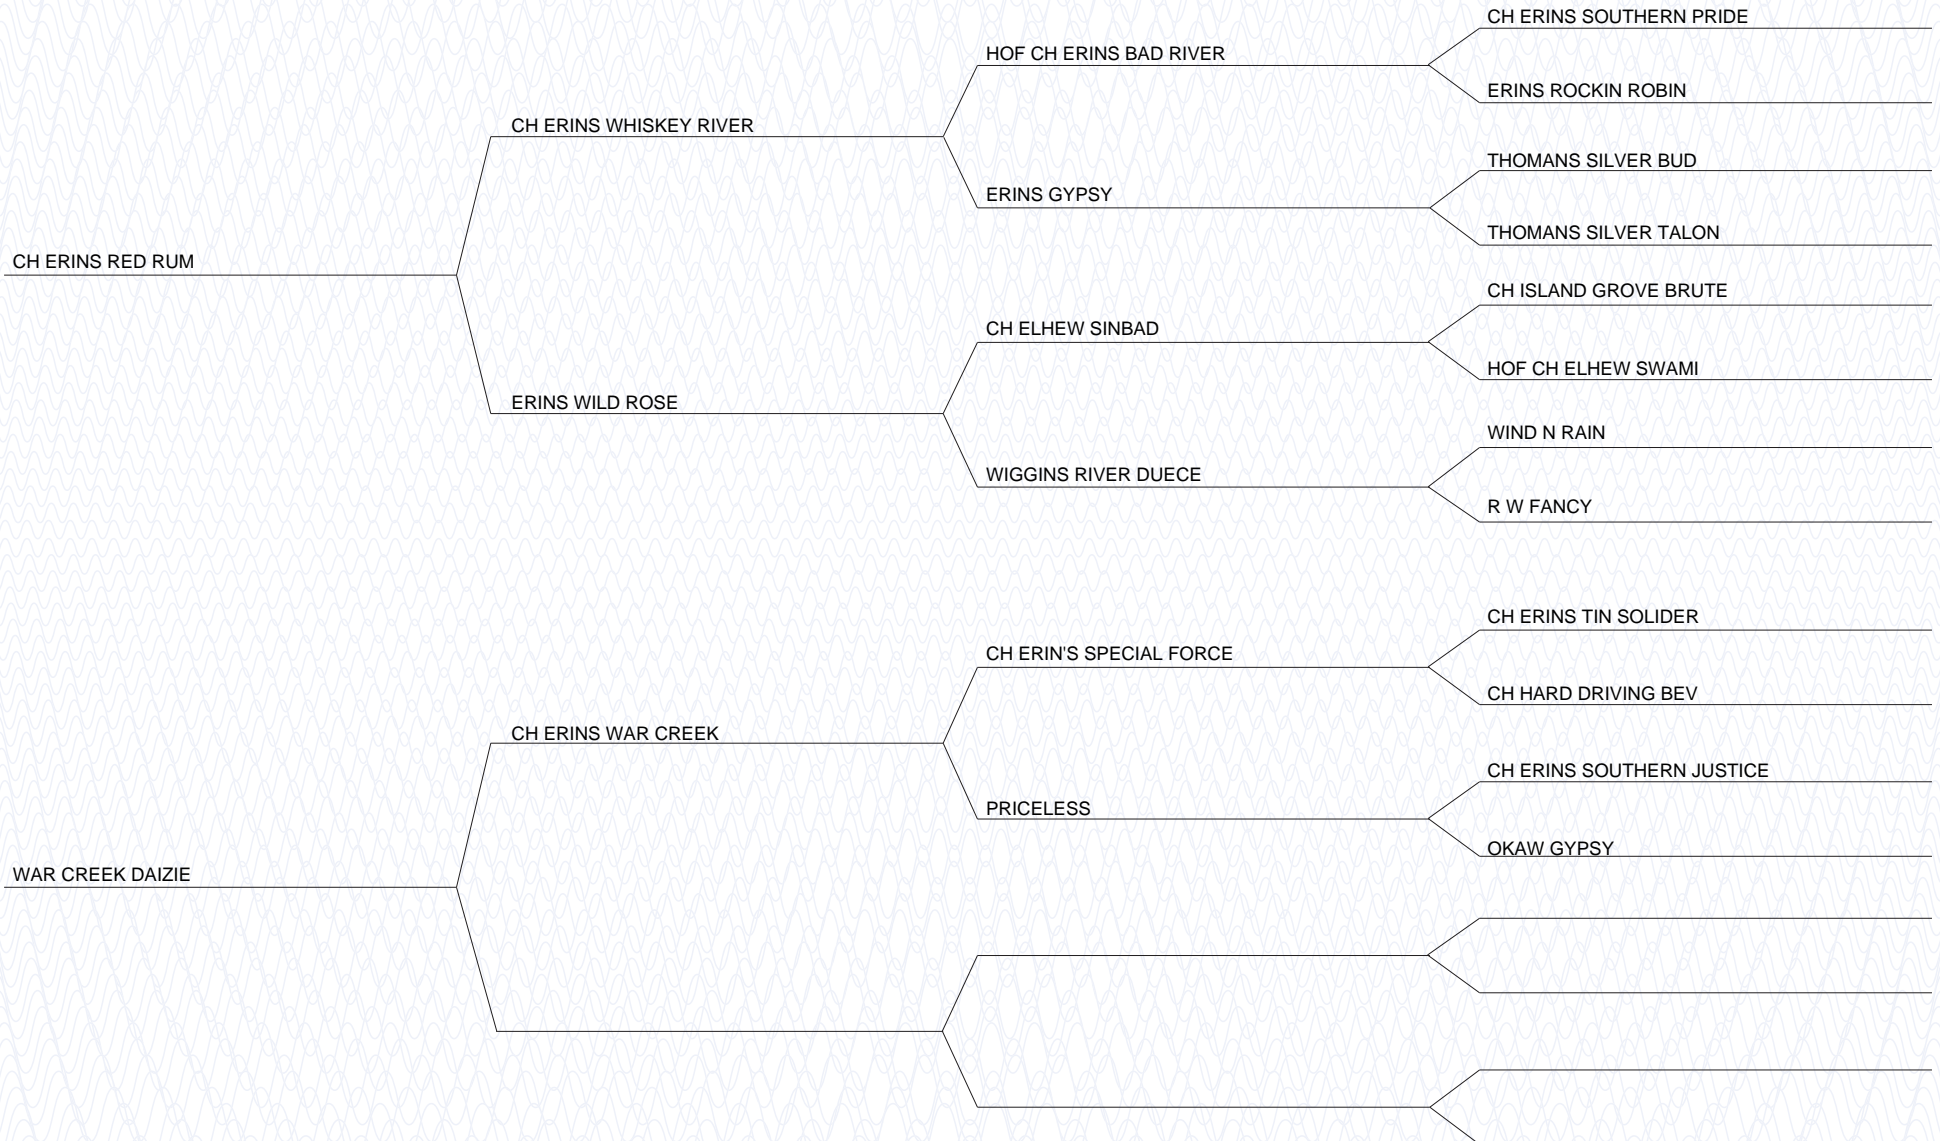 CH ERINS SOUTHERN PRIDE
HOF CH ERINS BAD RIVER
ERINS ROCKIN ROBIN
CH ERINS WHISKEY RIVER
THOMANS SILVER BUD
ERINS GYPSY
THOMANS SILVER TALON
CH ERINS RED RUM
CH ISLAND GROVE BRUTE
CH ELHEW SINBAD
HOF CH ELHEW SWAMI
ERINS WILD ROSE
WIND N RAIN
WIGGINS RIVER DUECE
R W FANCY
CH ERINS TIN SOLIDER
CH ERIN'S SPECIAL FORCE
CH HARD DRIVING BEV
CH ERINS WAR CREEK
CH ERINS SOUTHERN JUSTICE
PRICELESS
OKAW GYPSY
WAR CREEK DAIZIE